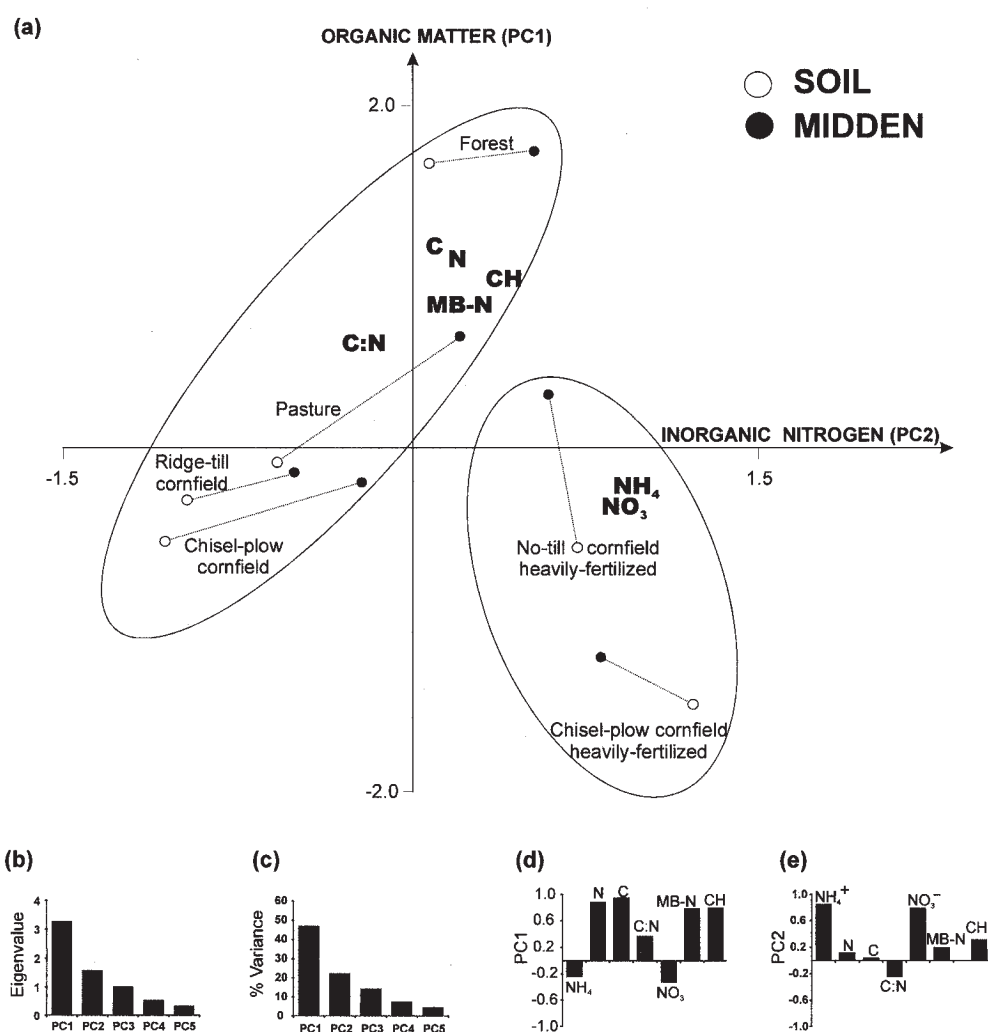 (a)
ORGANIC MATTER (PC1)
2.0
SOIL
MIDDEN
Forest
C
N
CH
MB-N
C:N
Pasture
INORGANIC NITROGEN (PC2)
-1.5
1.5
Ridge-till
cornfield
NH₄
NO₃
Chisel-plow
cornfield
No-till cornfield
heavily-fertilized
Chisel-plow cornfield
heavily-fertilized
-2.0
(b)
Eigenvalue
4
3
2
1
0
PC1 PC2 PC3 PC4 PC5
(c)
% Variance
60
50
40
30
20
10
0
PC1 PC2 PC3 PC4 PC5
(d)
PC1
1.0
0.6
0.2
-0.2
-0.6
-1.0
NH₄
N
C
C:N
NO₃
MB-N
CH
(e)
PC2
1.0
0.6
0.2
-0.2
-0.6
-1.0
NH₄⁺
N
C
C:N
NO₃⁻
MB-N
CH